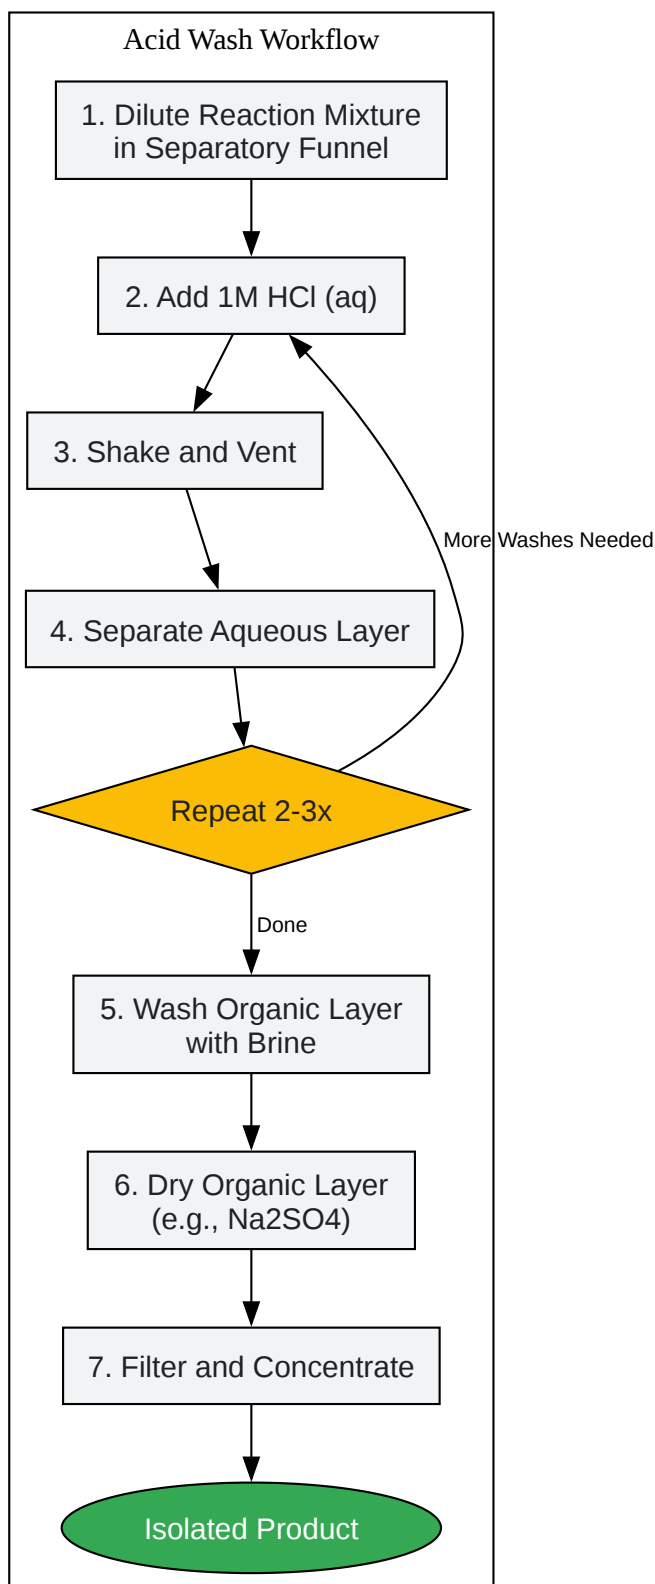 Acid Wash Workflow
1. Dilute Reaction Mixture
in Separatory Funnel
2. Add 1M HCl (aq)
3. Shake and Vent
More Washes Needed
4. Separate Aqueous Layer
Repeat 2-3x
Done
5. Wash Organic Layer
with Brine
6. Dry Organic Layer
(e.g., Na2SO4)
7. Filter and Concentrate
Isolated Product